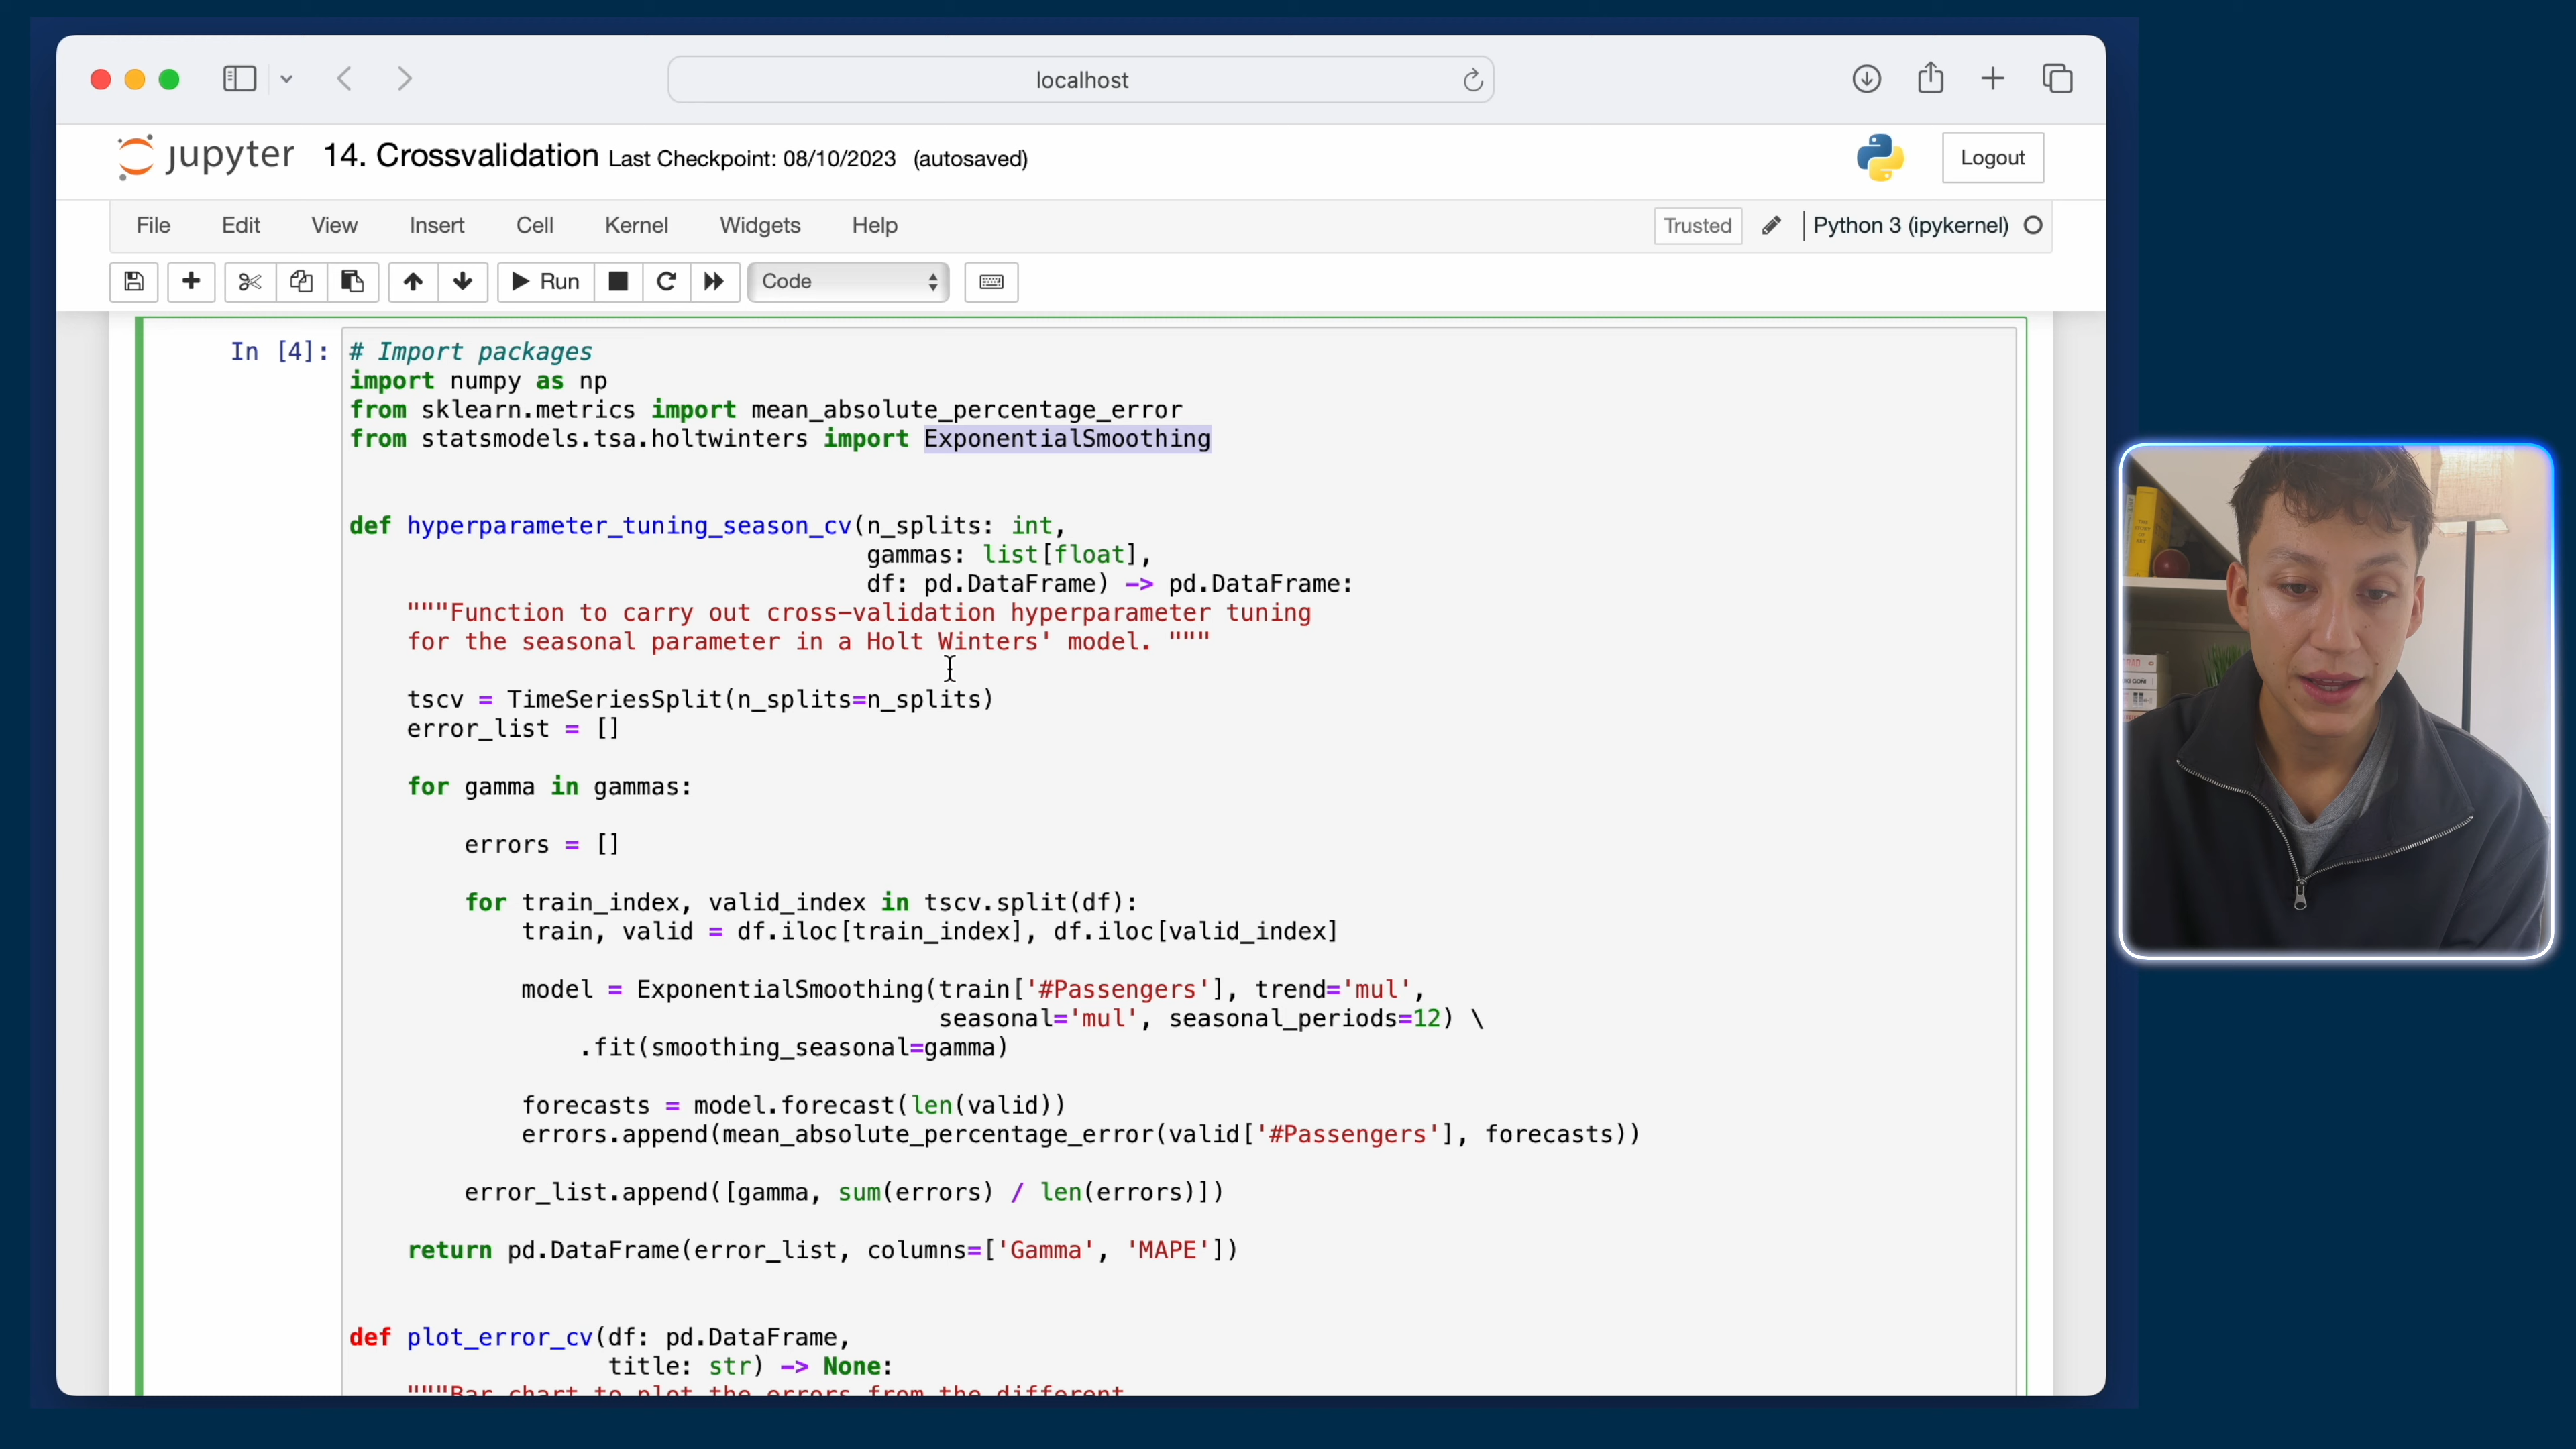 localhost
jupyter 14. Crossvalidation Last Checkpoint: 08/10/2023 (autosaved)
Logout
File Edit View Insert Cell Kernel Widgets Help
Trusted Python 3 (ipykernel)
Run Code
In [4]: # Import packages
import numpy as np
from sklearn.metrics import mean_absolute_percentage_error
from statsmodels.tsa.holtwinters import ExponentialSmoothing
def hyperparameter_tuning_season_cv(n_splits: int,
gammas: list[float],
df: pd.DataFrame) -> pd.DataFrame:
"""Function to carry out cross-validation hyperparameter tuning
for the seasonal parameter in a Holt Winters' model. """
tscv = TimeSeriesSplit(n_splits=n_splits)
error_list = []
for gamma in gammas:
errors = []
for train_index, valid_index in tscv.split(df):
train, valid = df.iloc[train_index], df.iloc[valid_index]
model = ExponentialSmoothing(train['#Passengers'], trend='mul',
seasonal='mul', seasonal_periods=12) \
.fit(smoothing_seasonal=gamma)
forecasts = model.forecast(len(valid))
errors.append(mean_absolute_percentage_error(valid['#Passengers'], forecasts))
error_list.append([gamma, sum(errors) / len(errors)])
return pd.DataFrame(error_list, columns=['Gamma', 'MAPE'])
def plot_error_cv(df: pd.DataFrame,
title: str) -> None:
"""Bar chart to plot the errors from the different